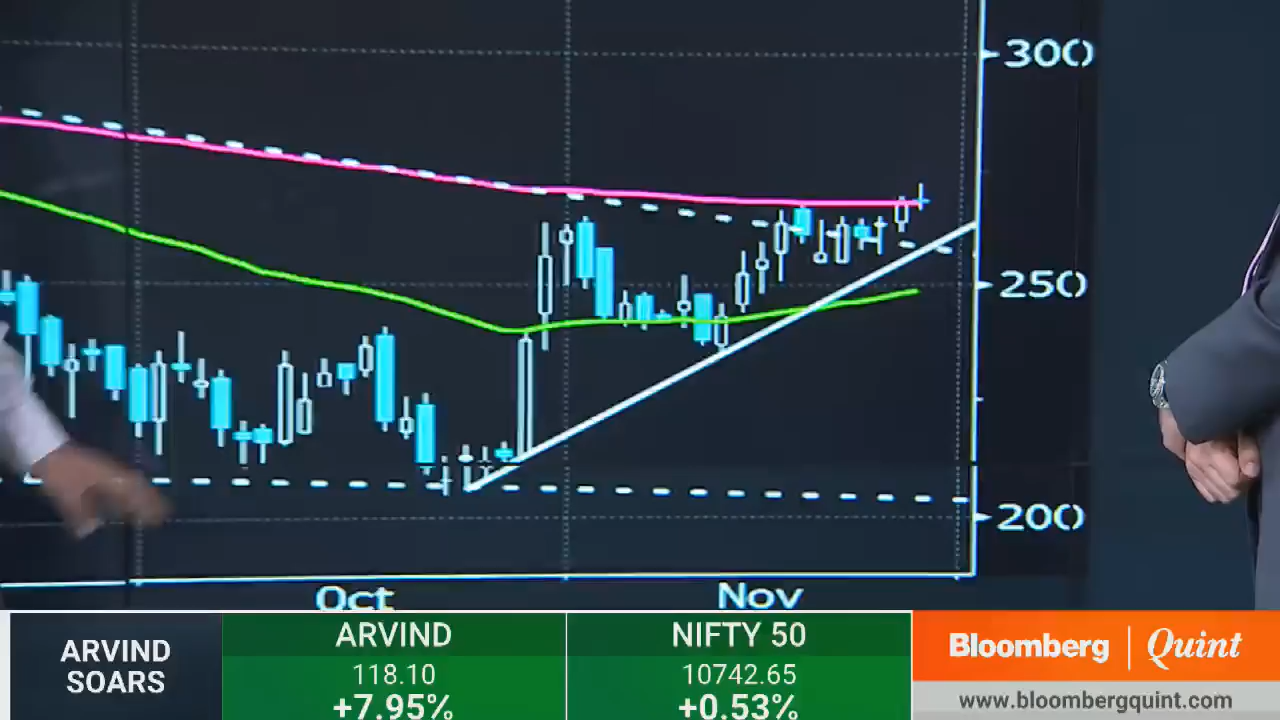 300
250
200
Oct
Nov
ARVIND
SOARS
ARVIND
118.10
+7.95%
NIFTY 50
10742.65
+0.53%
Bloomberg | Quint
www.bloombergquint.com